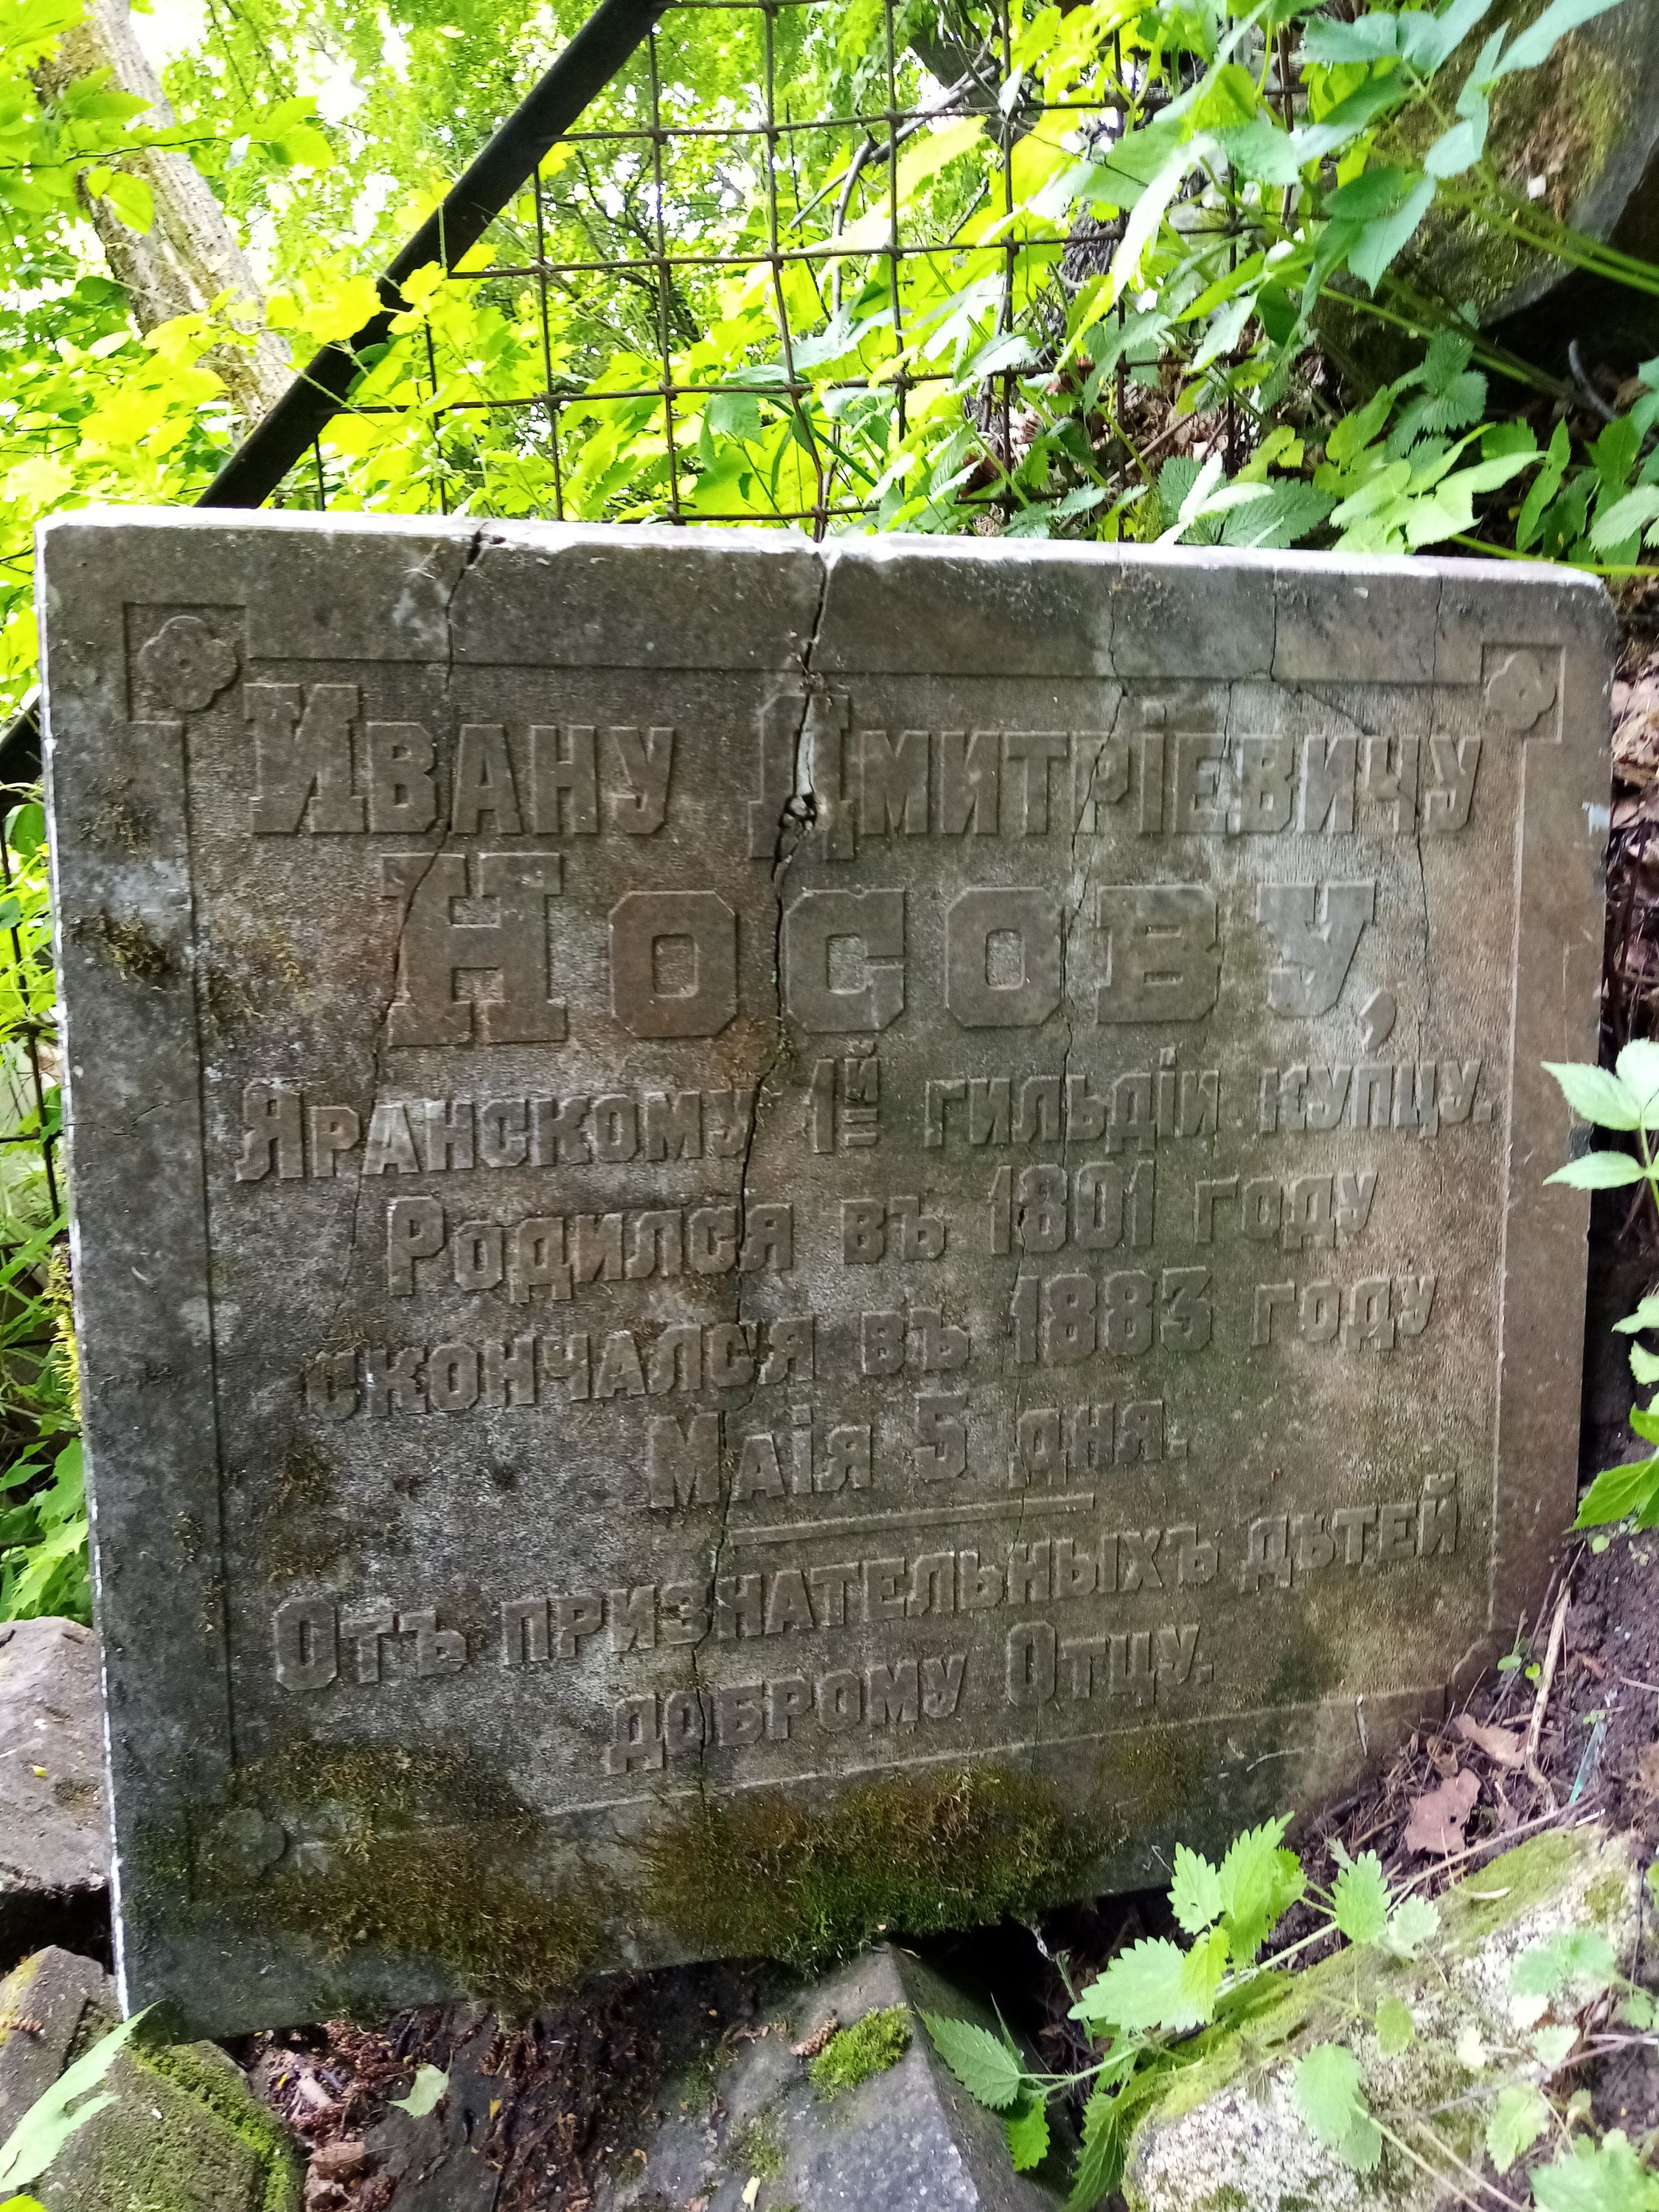 Ивану Дмитріевичу
Носову,
Яранскому 1й гильдіи купцу.
Родился въ 1801 году
скончался въ 1883 году
Маія 5 дня.
Отъ признательныхъ дѣтей
доброму Отцу.